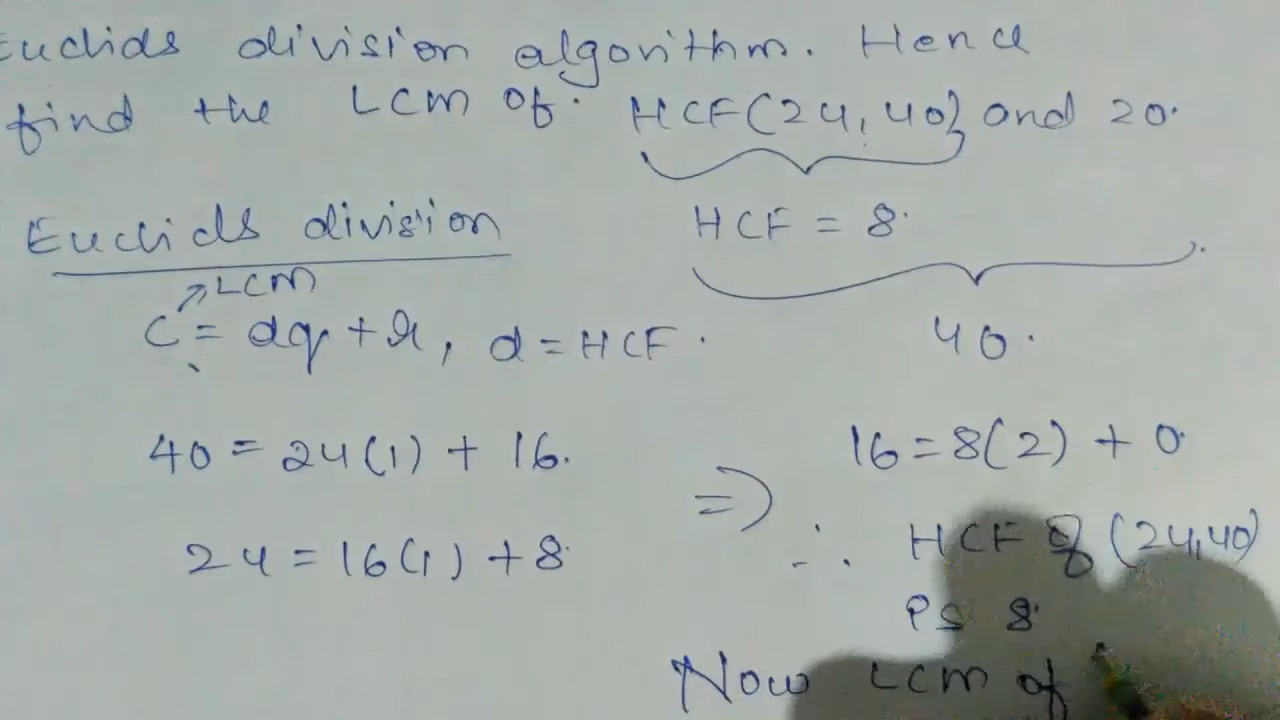 Euclids division algorithm. Hence
find the LCM of HCF(24,40) and 20.
HCF = 8.
Euclids division
LCM
C = dq + r, d = HCF.
40.
40 = 24(1) + 16.
16 = 8(2) + 0.
24 = 16(1) + 8.
=>
∴ HCF of (24,40)
is 8.
Now LCM of